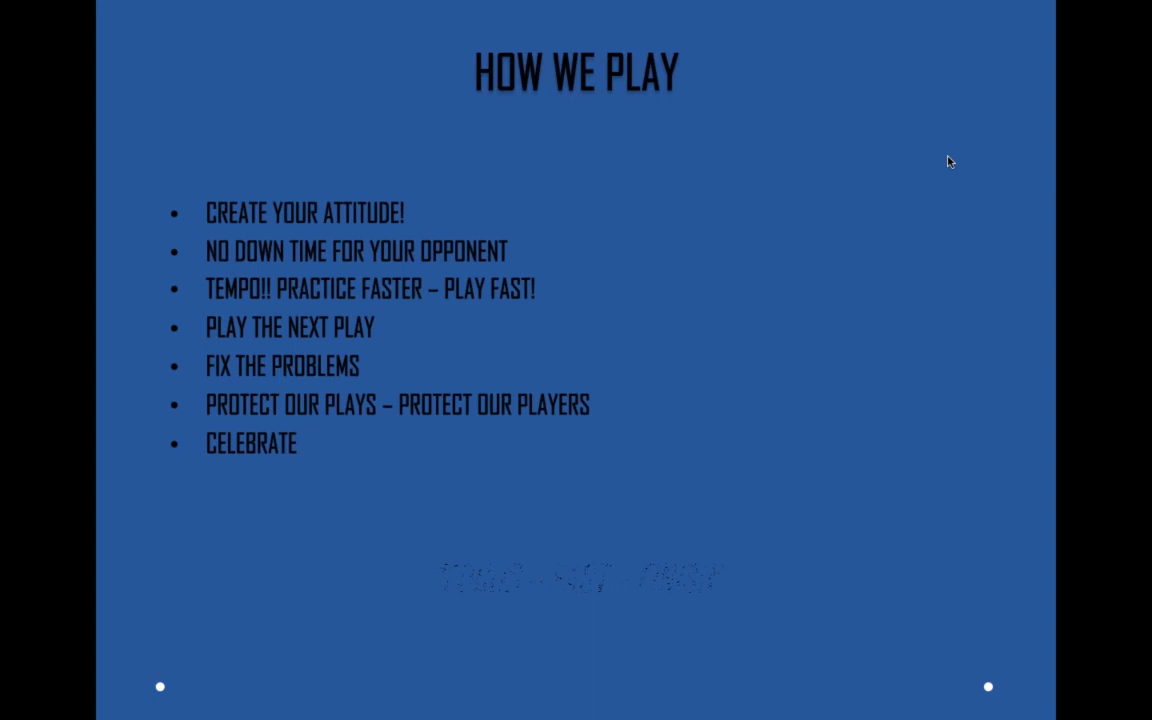 HOW WE PLAY
• CREATE YOUR ATTITUDE!
• NO DOWN TIME FOR YOUR OPPONENT
• TEMPO!! PRACTICE FASTER – PLAY FAST!
• PLAY THE NEXT PLAY
• FIX THE PROBLEMS
• PROTECT OUR PLAYS – PROTECT OUR PLAYERS
• CELEBRATE